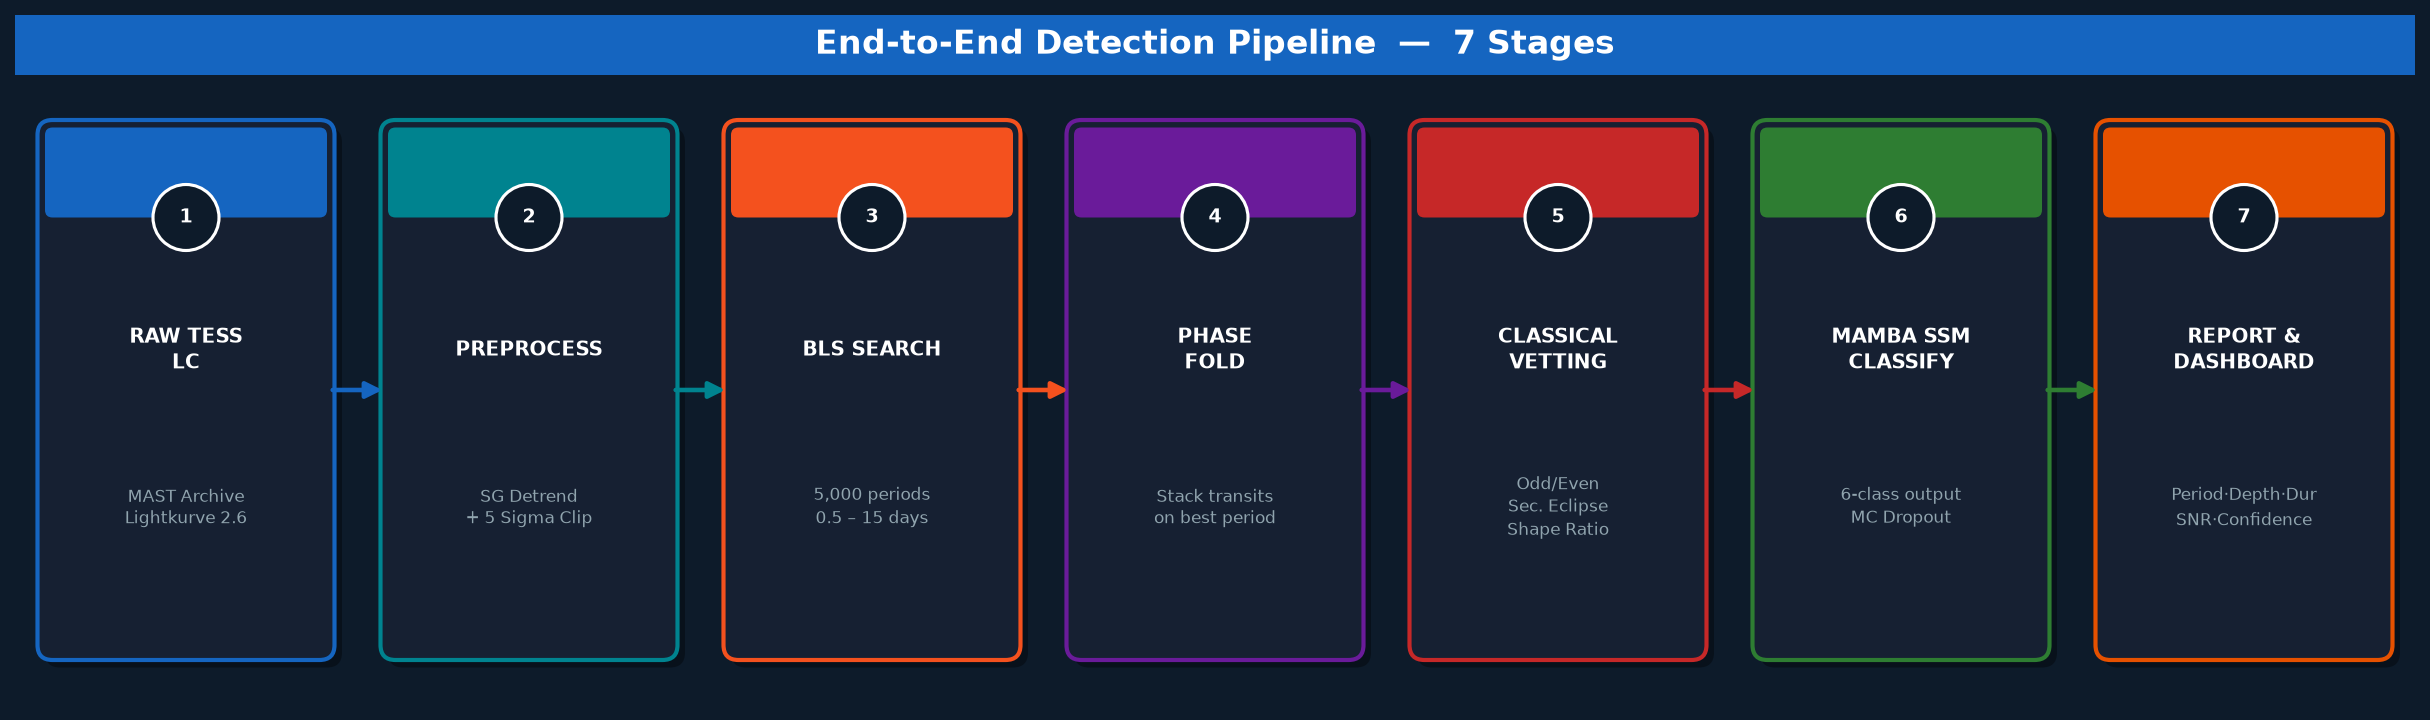 End-to-End Detection Pipeline — 7 Stages
1
RAW TESS
LC
MAST Archive
Lightkurve 2.6
2
PREPROCESS
SG Detrend
+ 5 Sigma Clip
3
BLS SEARCH
5,000 periods
0.5 – 15 days
4
PHASE
FOLD
Stack transits
on best period
5
CLASSICAL
VETTING
Odd/Even
Sec. Eclipse
Shape Ratio
6
MAMBA SSM
CLASSIFY
6-class output
MC Dropout
7
REPORT &
DASHBOARD
Period·Depth·Dur
SNR·Confidence